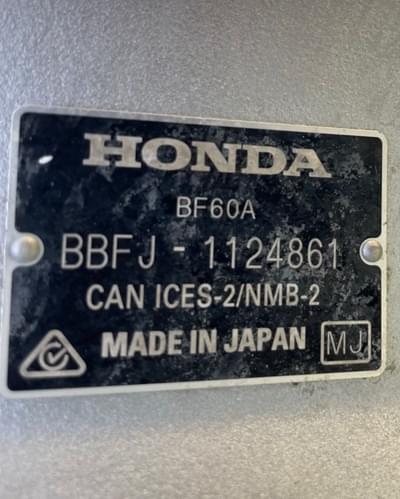 HONDA
BF60A
BBFJ - 1124861
CAN ICES-2/NMB-2
MADE IN JAPAN MJ